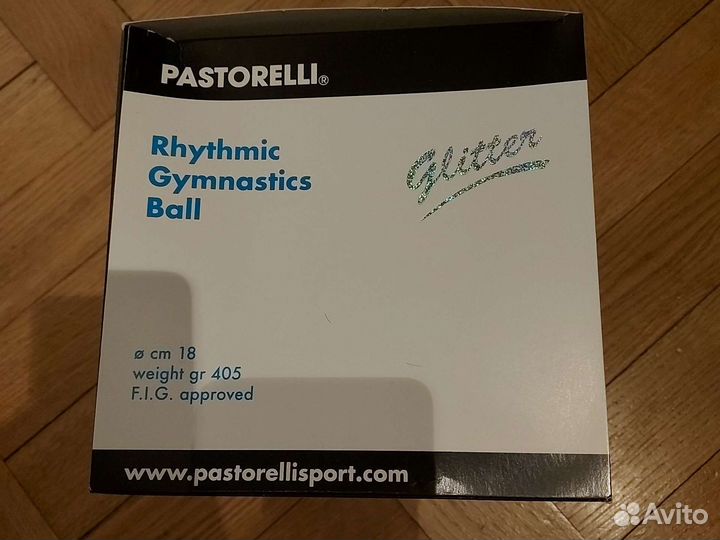 PASTORELLI®
Rhythmic
Gymnastics
Ball
Glitter
ø cm 18
weight gr 405
F.I.G. approved
www.pastorellisport.com
Avito